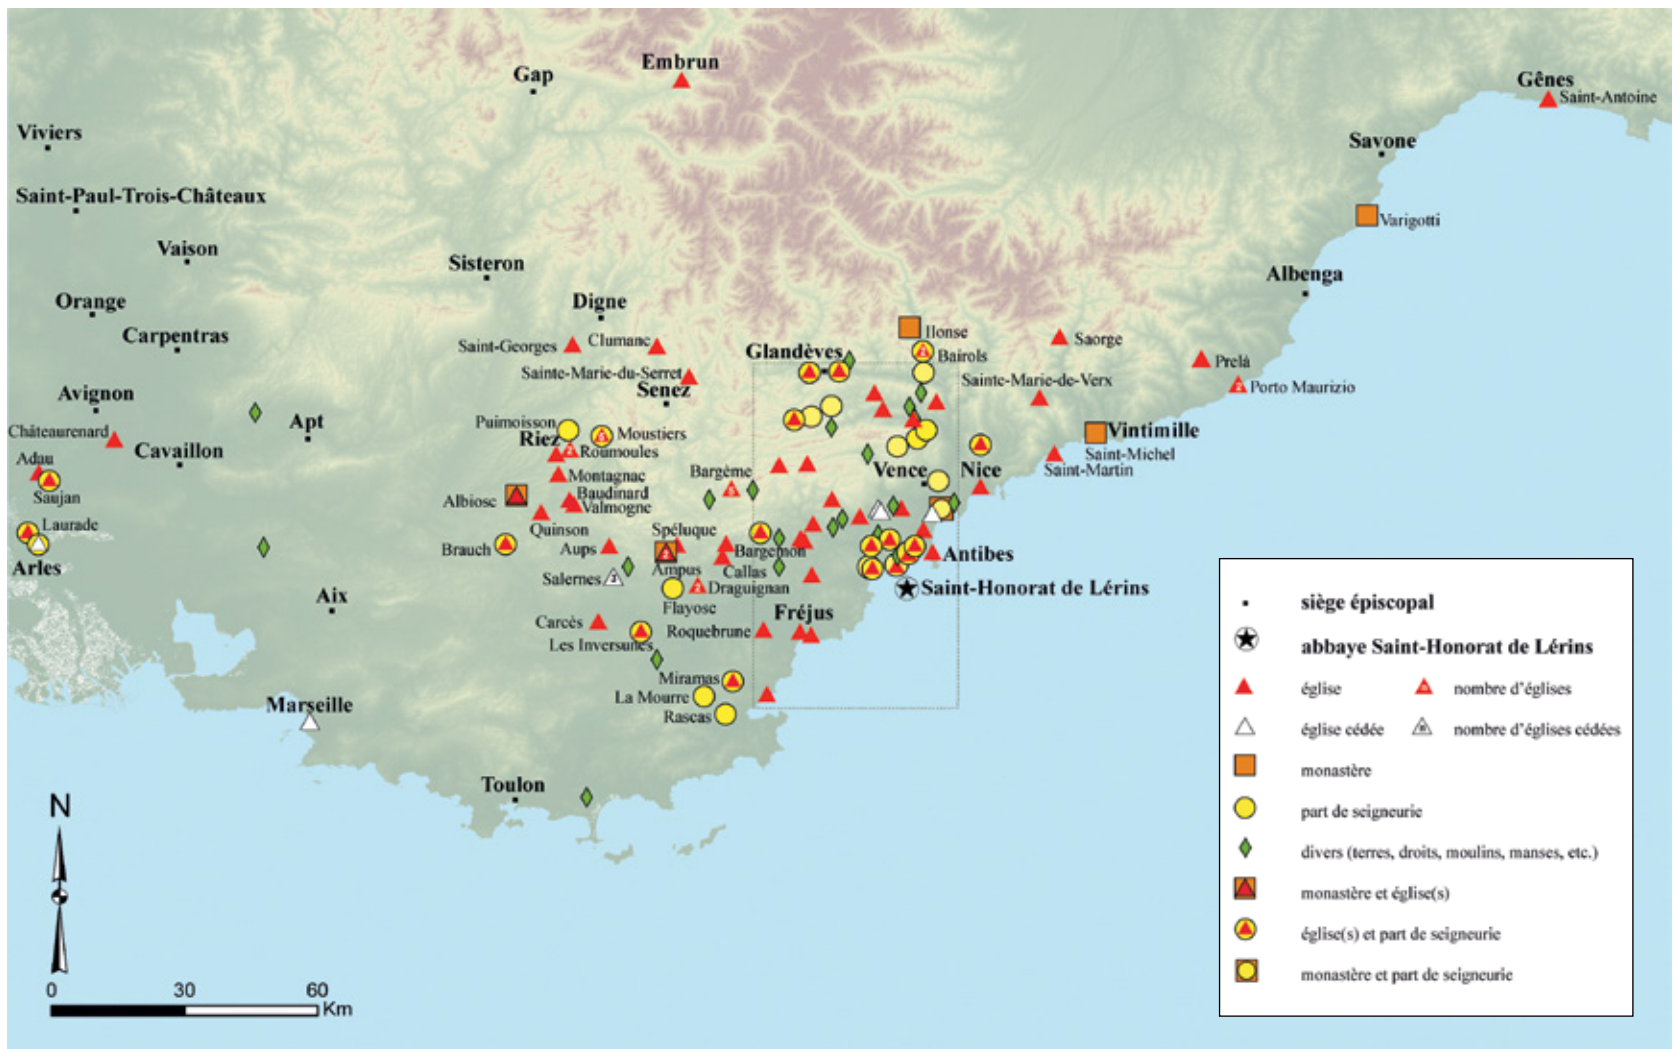 Gap
Embrun
Gênes
Saint-Antoine
Viviers
Savone
Saint-Paul-Trois-Châteaux
Varigotti
Vaison
Sisteron
Albenga
Orange
Digne
Carpentras
Ilonse
Saint-Georges
Clumanc
Saorge
Glandèves
Bairols
Prelà
Sainte-Marie-du-Serret
Sainte-Marie-de-Verx
Porto Maurizio
Senez
Avignon
Apt
Puimoisson
Châteaurenard
Riez
Moustiers
Vintimille
Cavaillon
Roumoules
Saint-Michel
Adau
Bargème
Vence
Nice
Saint-Martin
Montagnac
Saujan
Albiosc
Baudinard
Valmogne
Laurade
Quinson
Spéluque
Brauch
Aups
Bargemon
Antibes
Arles
Salernes
3
2
Ampus
Callas
Aix
2
Draguignan
Saint-Honorat de Lérins
Flayosc
Fréjus
Carcès
Roquebrune
Les Inversunes
Miramas
La Mourre
Marseille
Rascas
Toulon
N
0
30
60
Km
siège épiscopal
abbaye Saint-Honorat de Lérins
église
n
nombre d'églises
église cédée
n
nombre d'églises cédées
monastère
part de seigneurie
divers (terres, droits, moulins, manses, etc.)
monastère et église(s)
église(s) et part de seigneurie
monastère et part de seigneurie